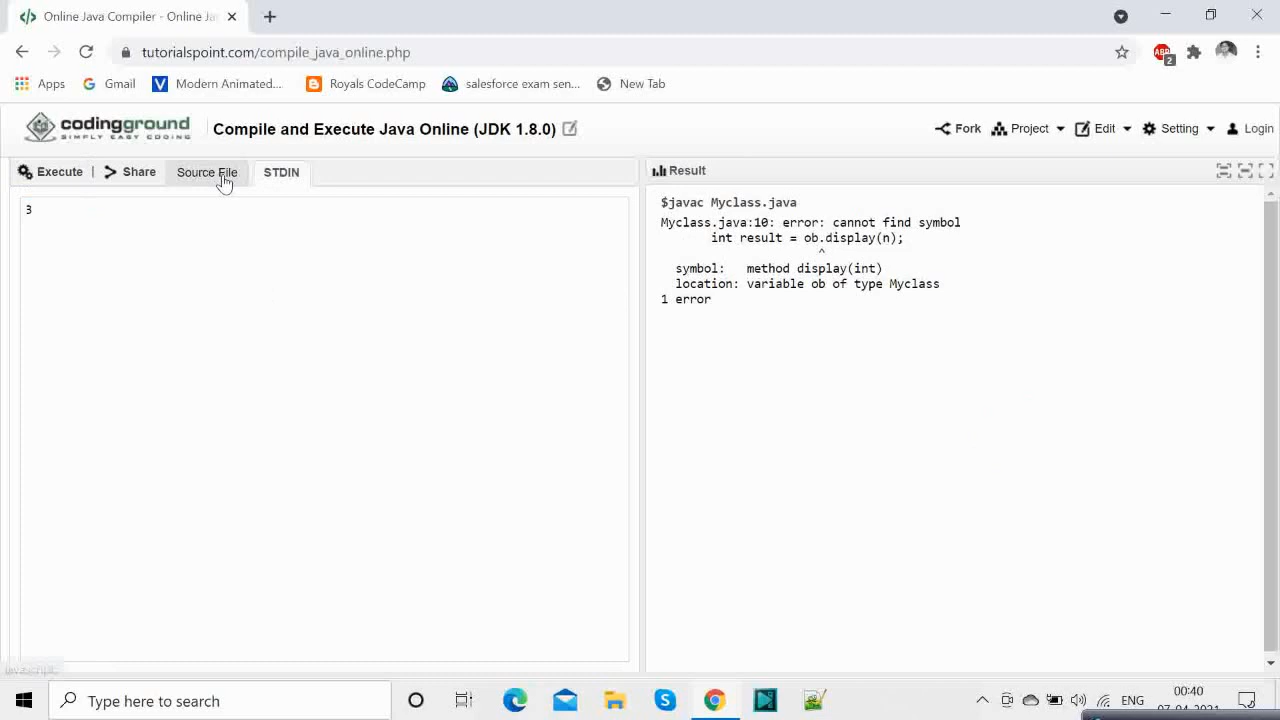 Online Java Compiler - Online Ja
tutorialspoint.com/compile_java_online.php
2
Apps
Gmail
Modern Animated...
Royals CodeCamp
salesforce exam sen...
New Tab
codingground
SIMPLY EASY CODING
Compile and Execute Java Online (JDK 1.8.0)
Fork
Project
Edit
Setting
Login
Execute |
Share
Source File
STDIN
Result
3
$javac Myclass.java
Myclass.java:10: error: cannot find symbol
int result = ob.display(n);
^
symbol: method display(int)
location: variable ob of type Myclass
1 error
Type here to search
ENG
00:40
07-04-2021